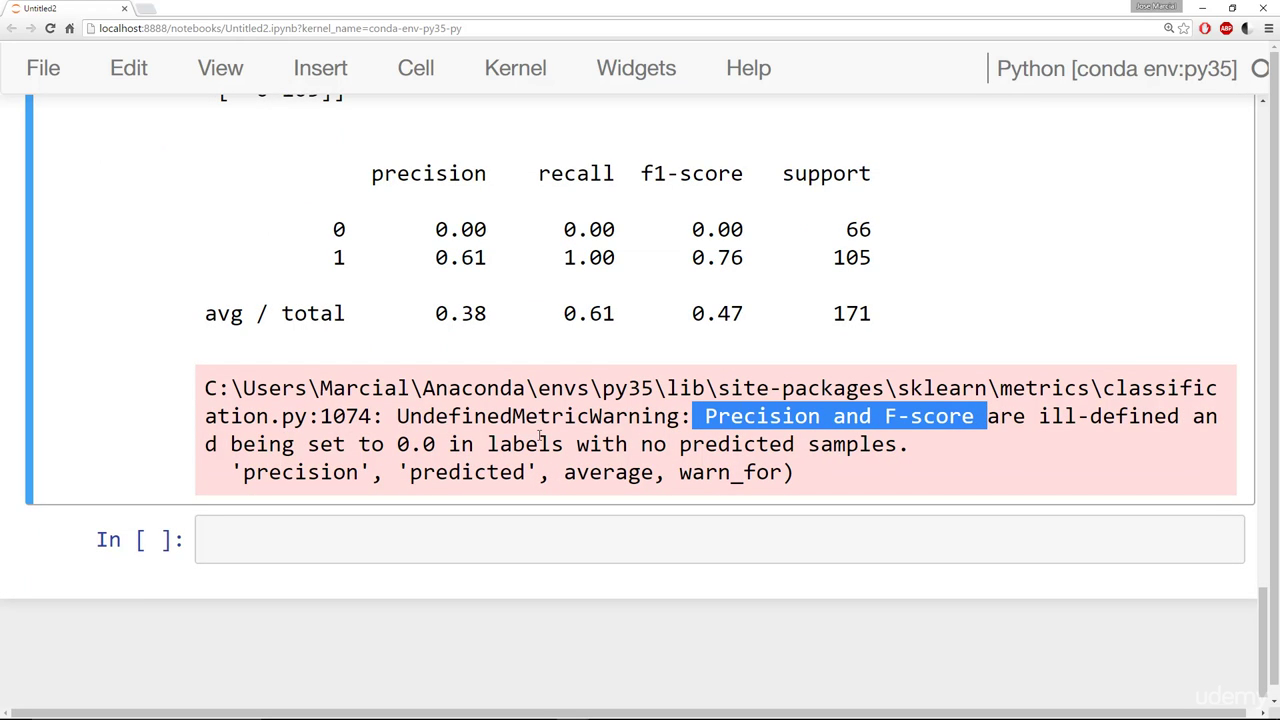 Untitled2
Jose Marcial
localhost:8888/notebooks/Untitled2.ipynb?kernel_name=conda-env-py35-py
File Edit View Insert Cell Kernel Widgets Help Python [conda env:py35]
precision recall f1-score support
0 0.00 0.00 0.00 66
1 0.61 1.00 0.76 105
avg / total 0.38 0.61 0.47 171
C:\Users\Marcial\Anaconda\envs\py35\lib\site-packages\sklearn\metrics\classific
ation.py:1074: UndefinedMetricWarning: Precision and F-score are ill-defined an
d being set to 0.0 in labels with no predicted samples.
'precision', 'predicted', average, warn_for)
In [ ]:
udemy